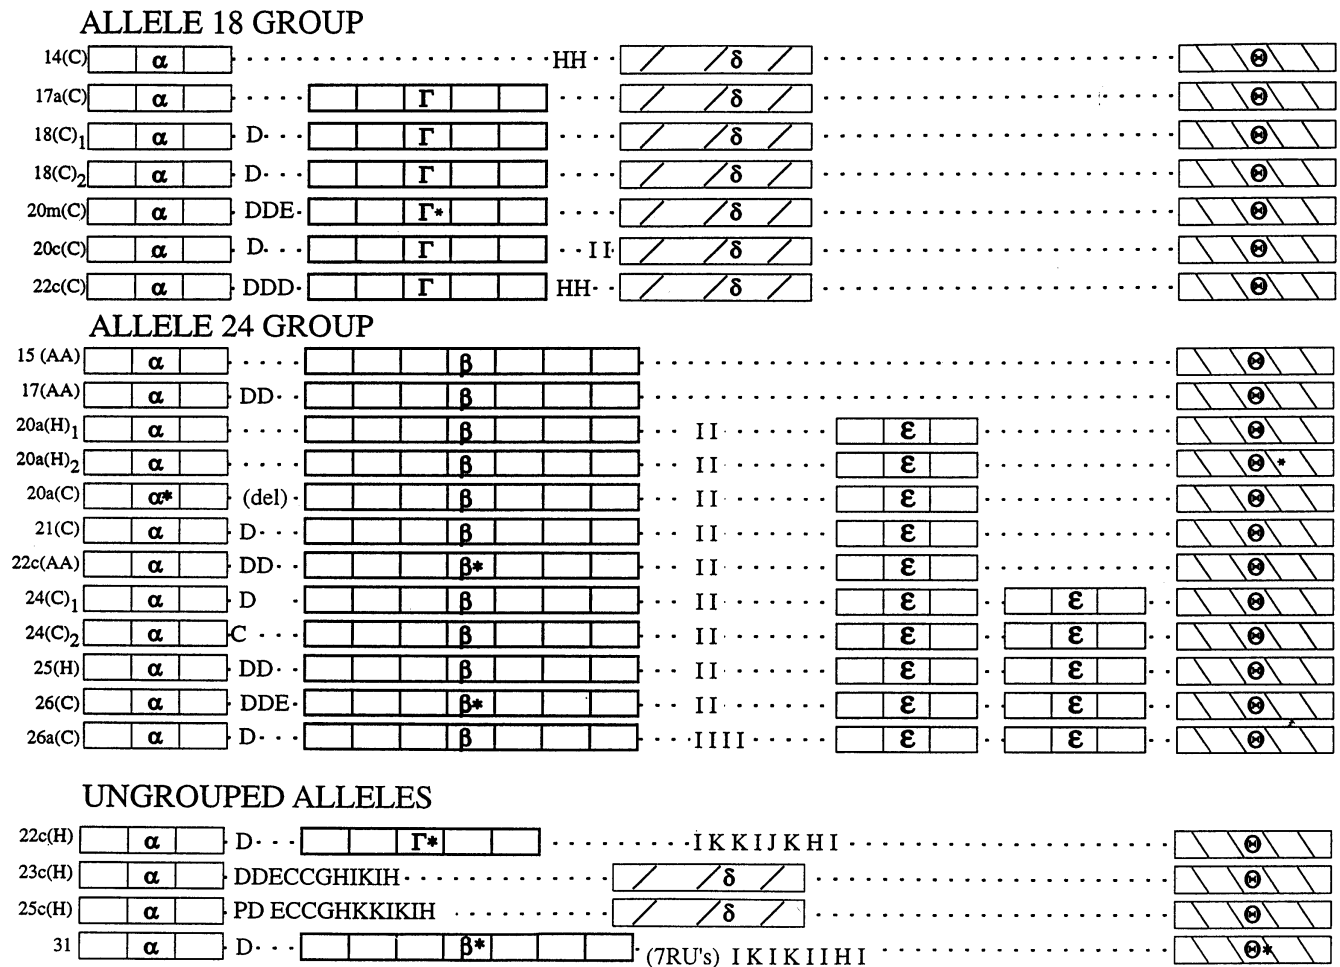 ALLELE 18 GROUP
14(C) α HH δ Θ
17a(C) α Γ δ Θ
18(C)1 α D Γ δ Θ
18(C)2 α D Γ δ Θ
20m(C) α DDE Γ* δ Θ
20c(C) α D Γ II δ Θ
22c(C) α DDD Γ HH δ Θ
ALLELE 24 GROUP
15 (AA) α β Θ
17(AA) α DD β Θ
20a(H)1 α β II ε Θ
20a(H)2 α β II ε Θ *
20a(C) α* (del) β II ε Θ
21(C) α D β II ε Θ
22c(AA) α DD β* II ε Θ
24(C)1 α D β II ε ε Θ
24(C)2 α C β II ε ε Θ
25(H) α DD β II ε ε Θ
26(C) α DDE β* II ε ε Θ
26a(C) α D β IIII ε ε Θ
UNGROUPED ALLELES
22c(H) α D Γ* IKKIJKHI Θ
23c(H) α DDECCGHIKIH δ Θ
25c(H) α PD ECCGHKKIKIH δ Θ
31 α D β* (7RU's) IKIKIIHI Θ*